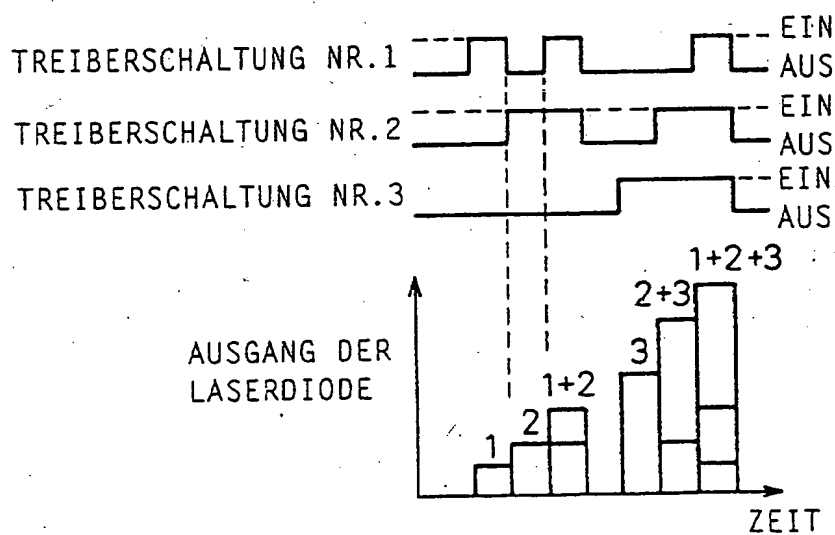 EIN
TREIBERSCHALTUNG NR.1
AUS
EIN
TREIBERSCHALTUNG NR.2
AUS
EIN
TREIBERSCHALTUNG NR.3
AUS
1+2+3
2+3
AUSGANG DER
3
LASERDIODE
1+2
2
1
ZEIT